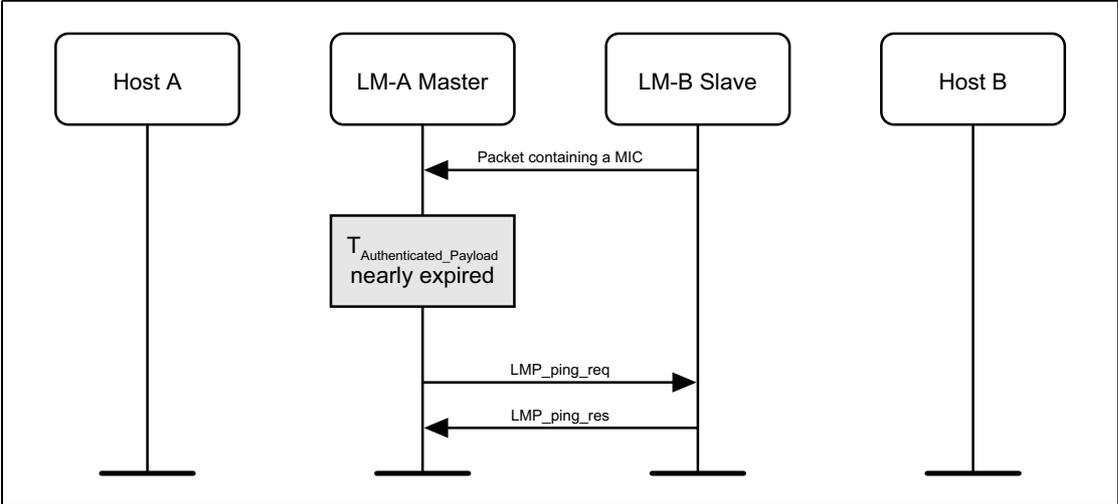 Host A
LM-A Master
LM-B Slave
Host B
Packet containing a MIC
TAuthenticated_Payload
nearly expired
LMP_ping_req
LMP_ping_res